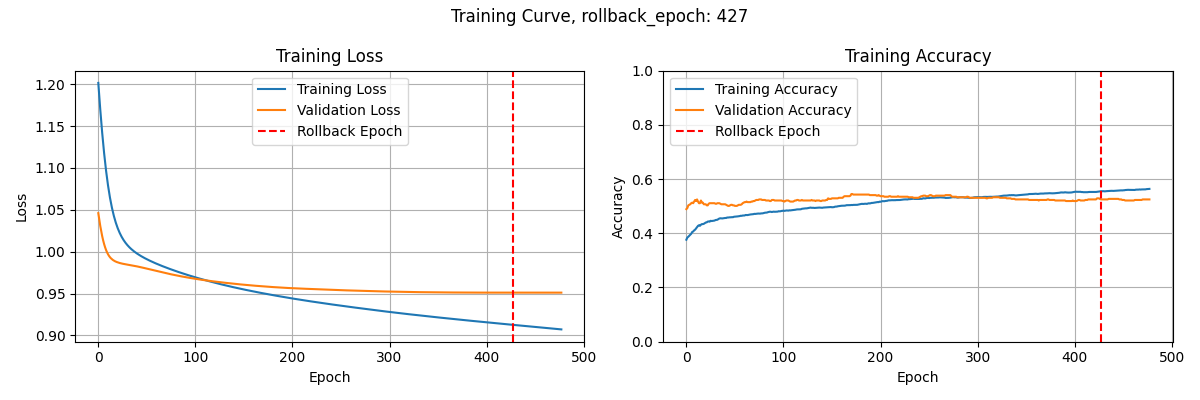 Training Curve, rollback_epoch: 427
Training Loss
Training Loss
Validation Loss
Rollback Epoch
1.20
1.15
1.10
1.05
1.00
0.95
0.90
Loss
0 100 200 300 400 500
Epoch
Training Accuracy
Training Accuracy
Validation Accuracy
Rollback Epoch
1.0
0.8
0.6
0.4
0.2
0.0
Accuracy
0 100 200 300 400 500
Epoch